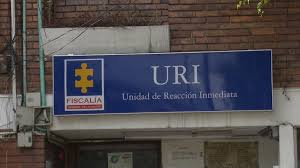 URI
Unidad de Reacción Inmediata
FISCALIA